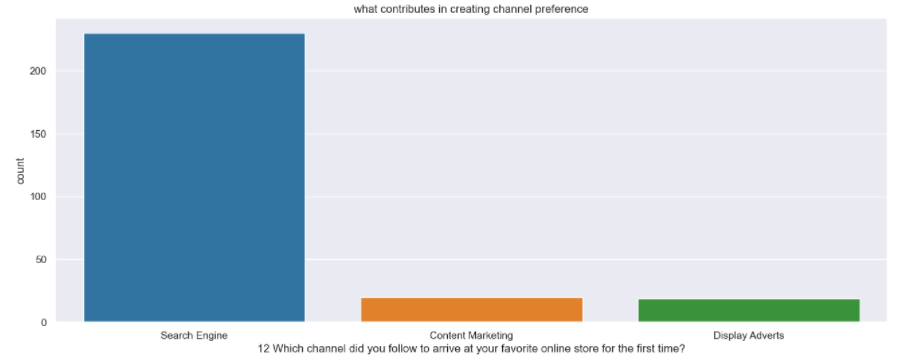 what contributes in creating channel preference
200
150
100
50
0
count
Search Engine
Content Marketing
Display Adverts
12 Which channel did you follow to arrive at your favorite online store for the first time?